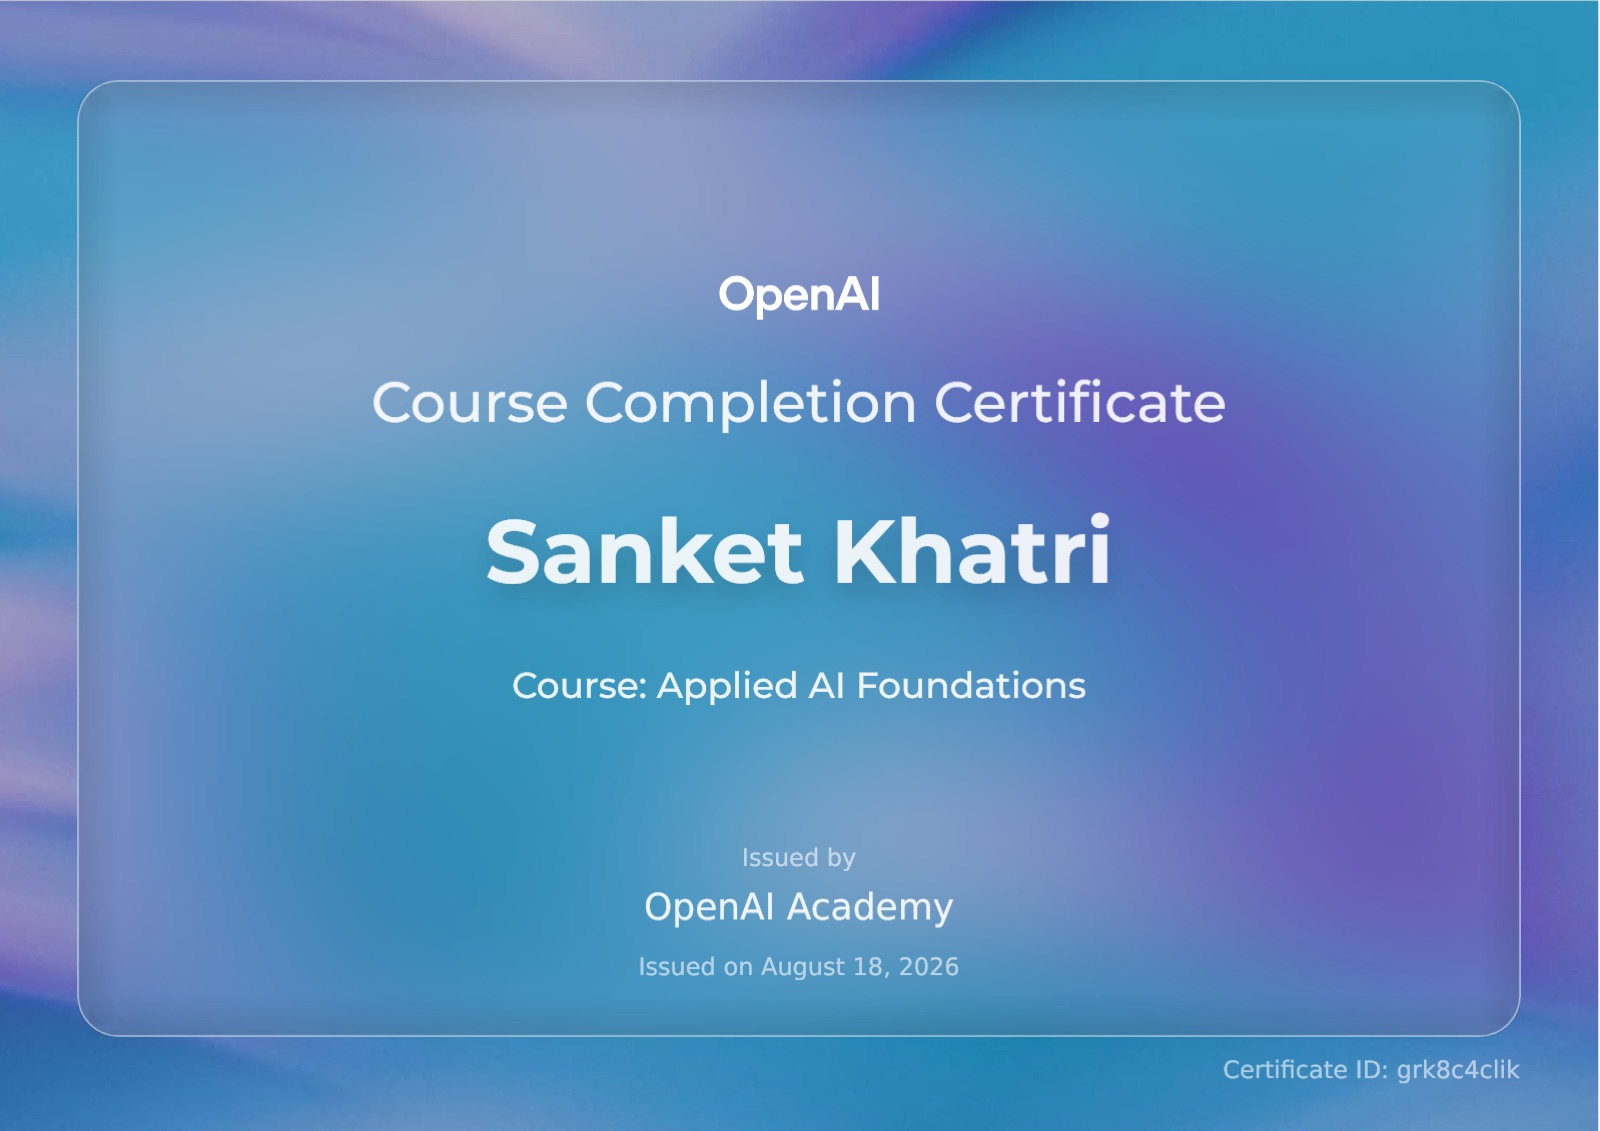 OpenAI
Course Completion Certificate
Sanket Khatri
Course: Applied AI Foundations
Issued by
OpenAI Academy
Issued on August 18, 2026
Certificate ID: grk8c4clik